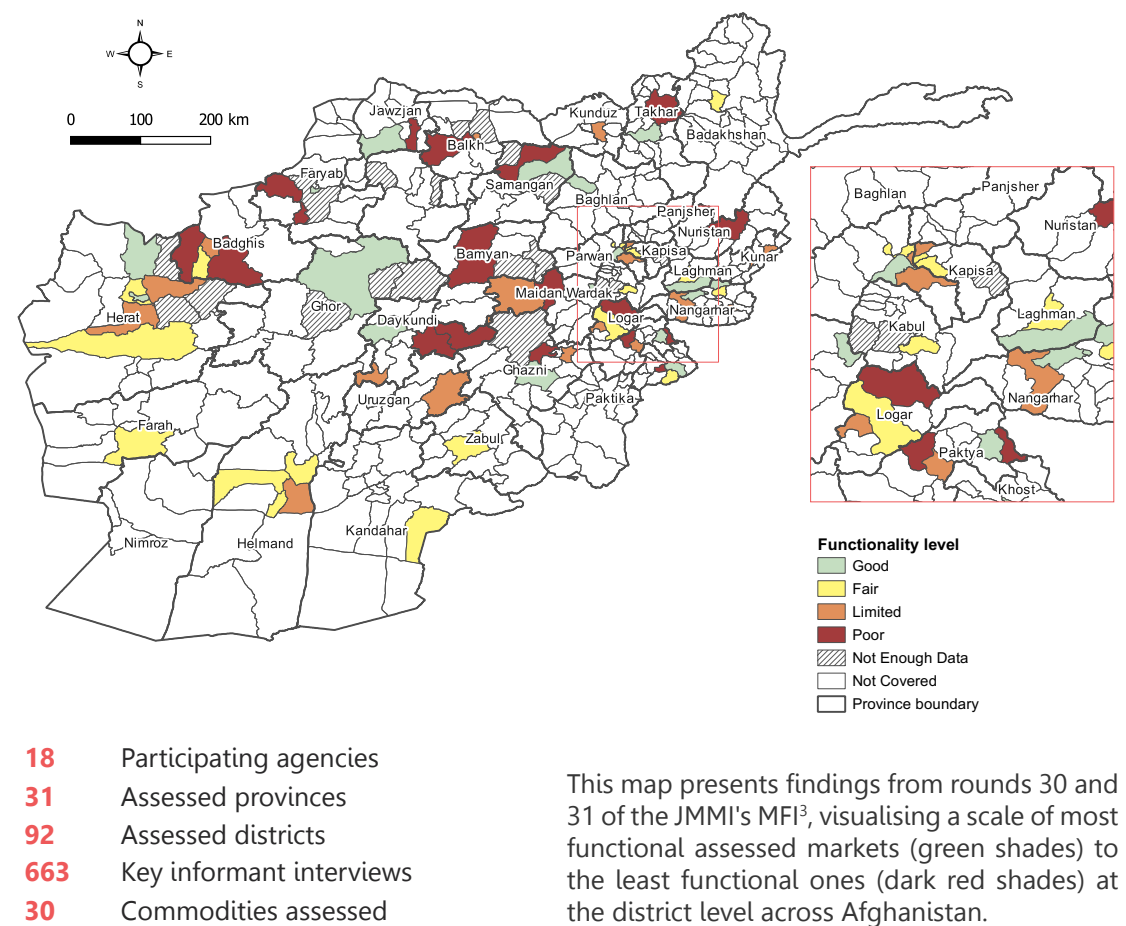 N
W
E
S
0
100
200 km
Jawzjan
Kunduz
Takhar
Badakhshan
Balkh
Faryab
Samangan
Baghlan
Panjsher
Nuristan
Badghis
Bamyan
Parwan
Kapisa
Kunar
Laghman
Ghor
Maidan Wardak
Herat
Daykundi
Logar
Nangarhar
Ghazni
Uruzgan
Paktika
Farah
Zabul
Nimroz
Helmand
Kandahar
Baghlan
Panjsher
Nuristan
Kapisa
Laghman
Kabul
Nangarhar
Logar
Paktya
Khost
Functionality level
Good
Fair
Limited
Poor
Not Enough Data
Not Covered
Province boundary
18 Participating agencies
31 Assessed provinces
92 Assessed districts
663 Key informant interviews
30 Commodities assessed
This map presents findings from rounds 30 and
31 of the JMMI's MFI³, visualising a scale of most
functional assessed markets (green shades) to
the least functional ones (dark red shades) at
the district level across Afghanistan.